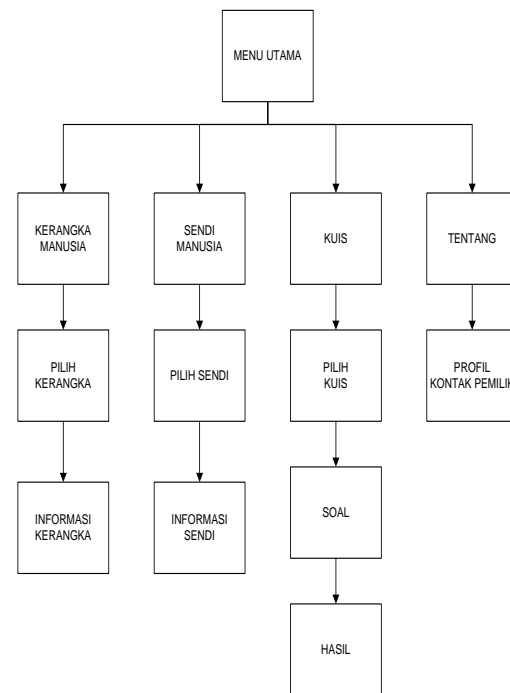 MENU UTAMA
KERANGKA
MANUSIA
SENDI
MANUSIA
KUIS
TENTANG
PILIH
KERANGKA
PILIH SENDI
PILIH
KUIS
PROFIL
KONTAK PEMILIK
INFORMASI
KERANGKA
INFORMASI
SENDI
SOAL
HASIL